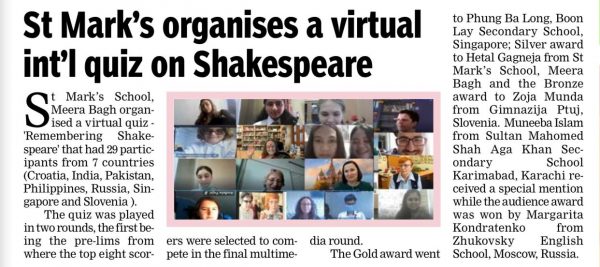 St Mark's organises a virtual
int'l quiz on Shakespeare
St Mark's School,
Meera Bagh organ-
ised a virtual quiz -
'Remembering Shake-
speare' that had 29 partic-
ipants from 7 countries
(Croatia, India, Pakistan,
Philippines, Russia, Sin-
gapore and Slovenia ).
The quiz was played
in two rounds, the first be-
ing the pre-lims from
where the top eight scor-
ers were selected to com-
pete in the final multime-
dia round.
The Gold award went
to Phung Ba Long, Boon
Lay Secondary School,
Singapore; Silver award
to Hetal Gagneja from St
Mark's School, Meera
Bagh and the Bronze
award to Zoja Munda
from Gimnazija Ptuj,
Slovenia. Muneeba Islam
from Sultan Mahomed
Shah Aga Khan Sec-
ondary School
Karimabad, Karachi re-
ceived a special mention
while the audience award
was won by Margarita
Kondratenko from
Zhukovsky English
School, Moscow, Russia.